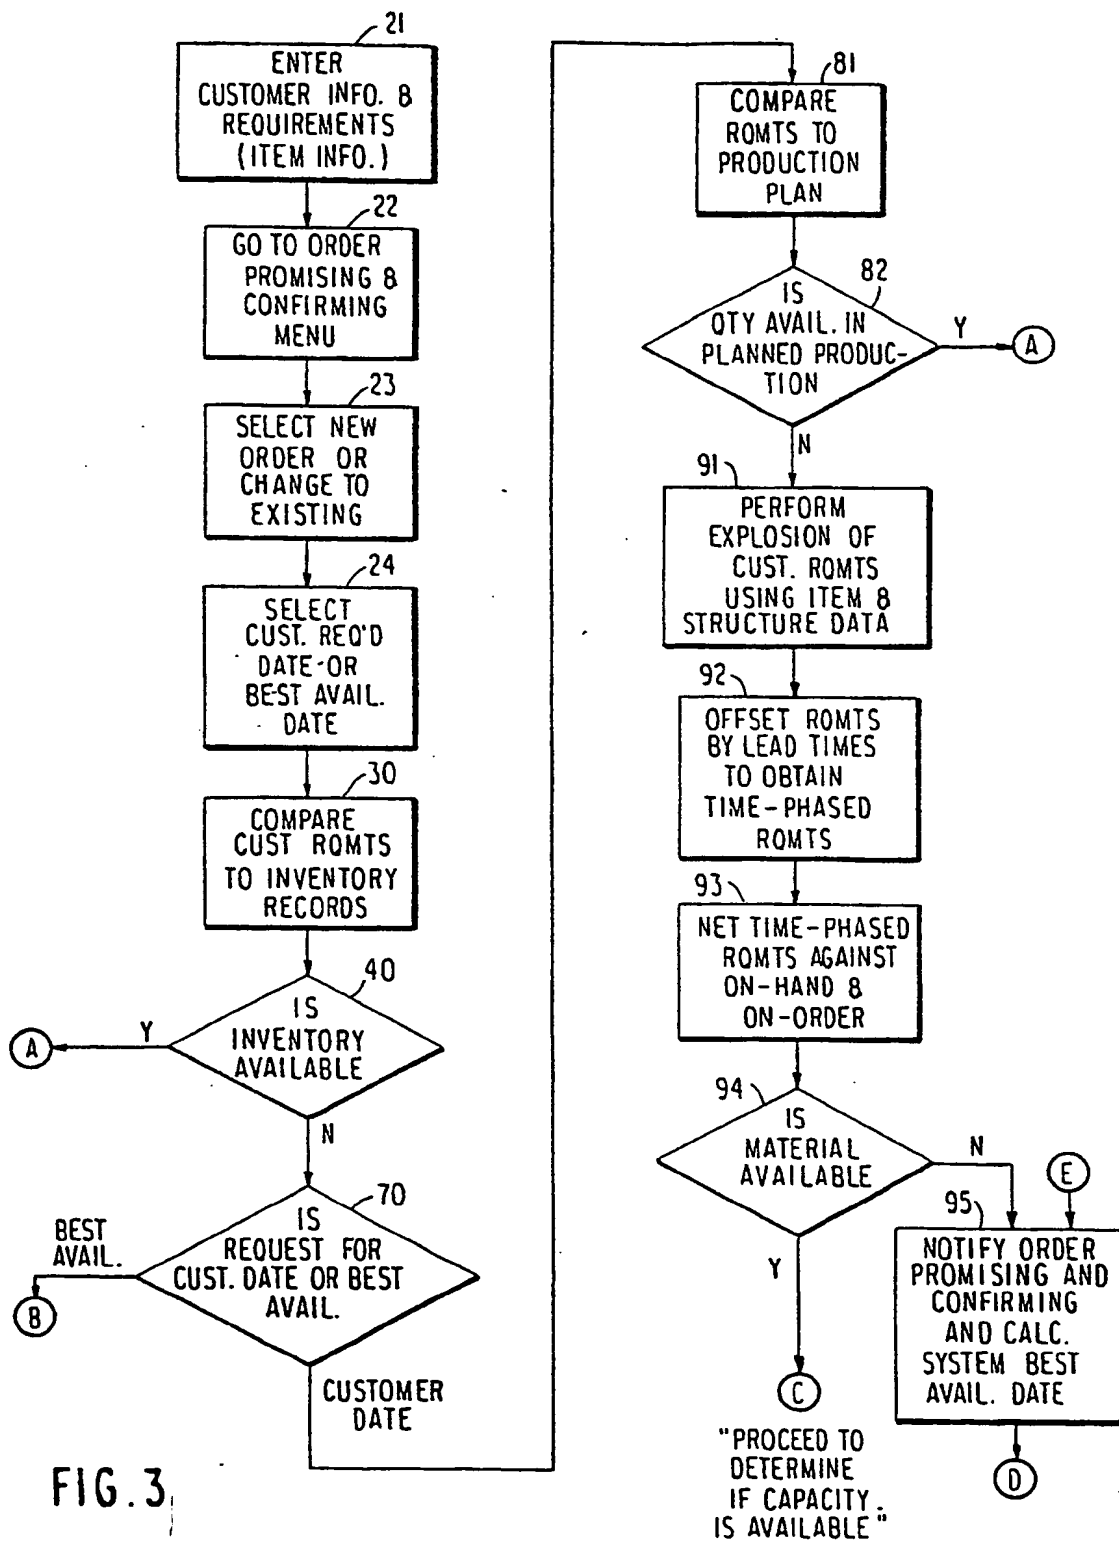 21
ENTER
CUSTOMER INFO. &
REQUIREMENTS
(ITEM INFO.)
22
GO TO ORDER
PROMISING &
CONFIRMING
MENU
23
SELECT NEW
ORDER OR
CHANGE TO
EXISTING
24
SELECT
CUST. REQ'D
DATE OR
BEST AVAIL.
DATE
30
COMPARE
CUST RQMTS
TO INVENTORY
RECORDS
40
IS
INVENTORY
AVAILABLE
Y
A
N
70
IS
REQUEST FOR
CUST. DATE OR BEST
AVAIL.
BEST
AVAIL.
B
CUSTOMER
DATE
81
COMPARE
RQMTS TO
PRODUCTION
PLAN
82
IS
QTY AVAIL. IN
PLANNED PRODUC-
TION
Y
A
N
91
PERFORM
EXPLOSION OF
CUST. RQMTS
USING ITEM &
STRUCTURE DATA
92
OFFSET RQMTS
BY LEAD TIMES
TO OBTAIN
TIME-PHASED
RQMTS
93
NET TIME-PHASED
RQMTS AGAINST
ON-HAND &
ON-ORDER
94
IS
MATERIAL
AVAILABLE
N
E
Y
95
NOTIFY ORDER
PROMISING AND
CONFIRMING
AND CALC.
SYSTEM BEST
AVAIL. DATE
C
D
"PROCEED TO
DETERMINE
IF CAPACITY
IS AVAILABLE"
FIG. 3